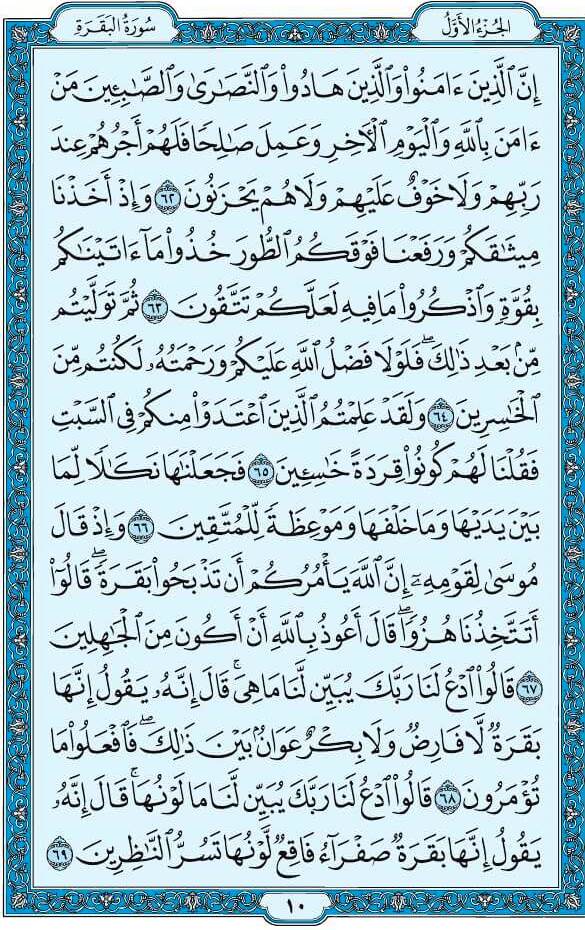 الجُزْءُ الأَوَّلُ
سُورَةُ البَقَرَةِ
إِنَّ ٱلَّذِينَ ءَامَنُوا۟ وَٱلَّذِينَ هَادُوا۟ وَٱلنَّصَٰرَىٰ وَٱلصَّٰبِـِٔينَ مَنْ
ءَامَنَ بِٱللَّهِ وَٱلْيَوْمِ ٱلْءَاخِرِ وَعَمِلَ صَٰلِحًا فَلَهُمْ أَجْرُهُمْ عِندَ
رَبِّهِمْ وَلَا خَوْفٌ عَلَيْهِمْ وَلَا هُمْ يَحْزَنُونَ ٦٢ وَإِذْ أَخَذْنَا
مِيثَٰقَكُمْ وَرَفَعْنَا فَوْقَكُمُ ٱلطُّورَ خُذُوا۟ مَآ ءَاتَيْنَٰكُم
بِقُوَّةٍ وَٱذْكُرُوا۟ مَا فِيهِ لَعَلَّكُمْ تَتَّقُونَ ٦٣ ثُمَّ تَوَلَّيْتُم
مِّنۢ بَعْدِ ذَٰلِكَ ۖ فَلَوْلَا فَضْلُ ٱللَّهِ عَلَيْكُمْ وَرَحْمَتُهُۥ لَكُنتُم مِّنَ
ٱلْخَٰسِرِينَ ٦٤ وَلَقَدْ عَلِمْتُمُ ٱلَّذِينَ ٱعْتَدَوْا۟ مِنكُمْ فِى ٱلسَّبْتِ
فَقُلْنَا لَهُمْ كُونُوا۟ قِرَدَةً خَٰسِـِٔينَ ٦٥ فَجَعَلْنَٰهَا نَكَٰلًا لِّمَا
بَيْنَ يَدَيْهَا وَمَا خَلْفَهَا وَمَوْعِظَةً لِّلْمُتَّقِينَ ٦٦ وَإِذْ قَالَ
مُوسَىٰ لِقَوْمِهِۦٓ إِنَّ ٱللَّهَ يَأْمُرُكُمْ أَن تَذْبَحُوا۟ بَقَرَةً ۖ قَالُوٓا۟
أَتَتَّخِذُنَا هُزُوًا ۖ قَالَ أَعُوذُ بِٱللَّهِ أَنْ أَكُونَ مِنَ ٱلْجَٰهِلِينَ
٦٧ قَالُوا۟ ٱدْعُ لَنَا رَبَّكَ يُبَيِّن لَّنَا مَا هِىَ ۚ قَالَ إِنَّهُۥ يَقُولُ إِنَّهَا
بَقَرَةٌ لَّا فَارِضٌ وَلَا بِكْرٌ عَوَانٌۢ بَيْنَ ذَٰلِكَ ۖ فَٱفْعَلُوا۟ مَا
تُؤْمَرُونَ ٦٨ قَالُوا۟ ٱدْعُ لَنَا رَبَّكَ يُبَيِّن لَّنَا مَا لَوْنُهَا ۚ قَالَ إِنَّهُۥ
يَقُولُ إِنَّهَا بَقَرَةٌ صَفْرَآءُ فَاقِعٌ لَّوْنُهَا تَسُرُّ ٱلنَّٰظِرِينَ ٦٩
١٠